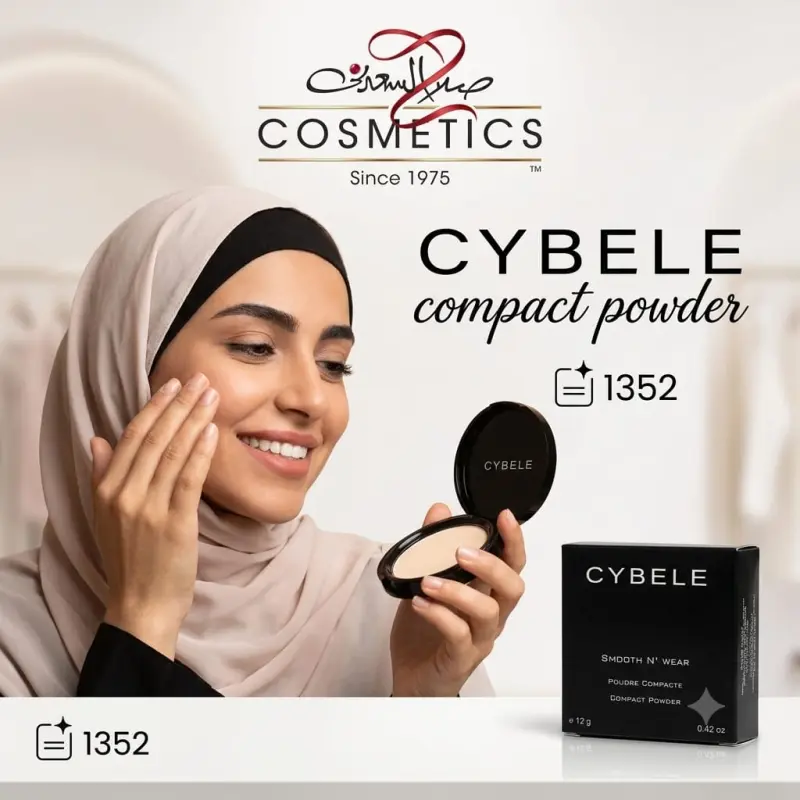 COSMETICS
TM
Since 1975
CYBELE
compact powder
1352
CYBELE
CYBELE
SMOOTH N' WEAR
POUDRE COMPACTE
COMPACT POWDER
e 12 g
0.42 oz
1352